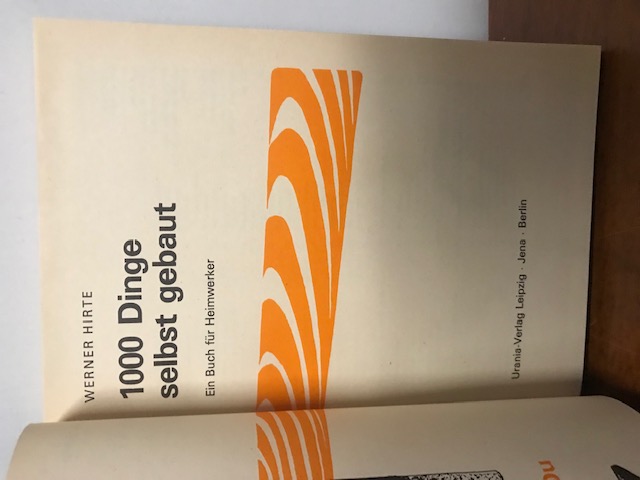 WERNER HIRTE
1000 Dinge
selbst gebaut
Ein Buch für Heimwerker
Urania-Verlag Leipzig · Jena · Berlin